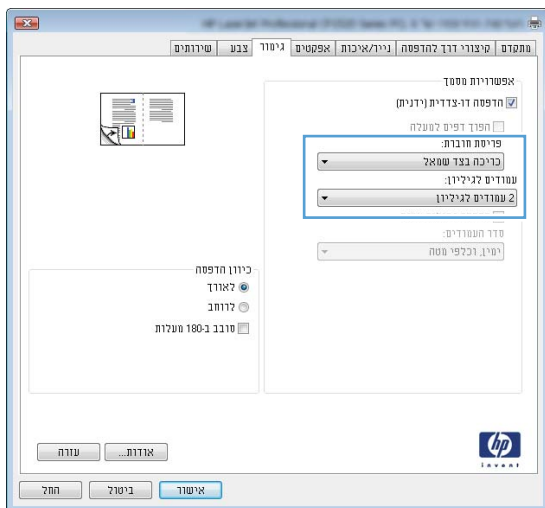 מתקדם קיצורי דרך להדפסה נייר/איכות אפקטים גימור צבע שירותים
אפשרויות מסמך
הדפסה דו-צדדית (ידנית)
הפוך דפים למעלה
פריסת חוברת:
כריכה בצד שמאל
עמודים לגיליון:
2 עמודים לגיליון
סדר העמודים:
ימין, וכלפי מטה
כיוון הדפסה
לאורך
לרוחב
סובב ב-180 מעלות
אודות... עזרה
hp
invent
אישור ביטול החל